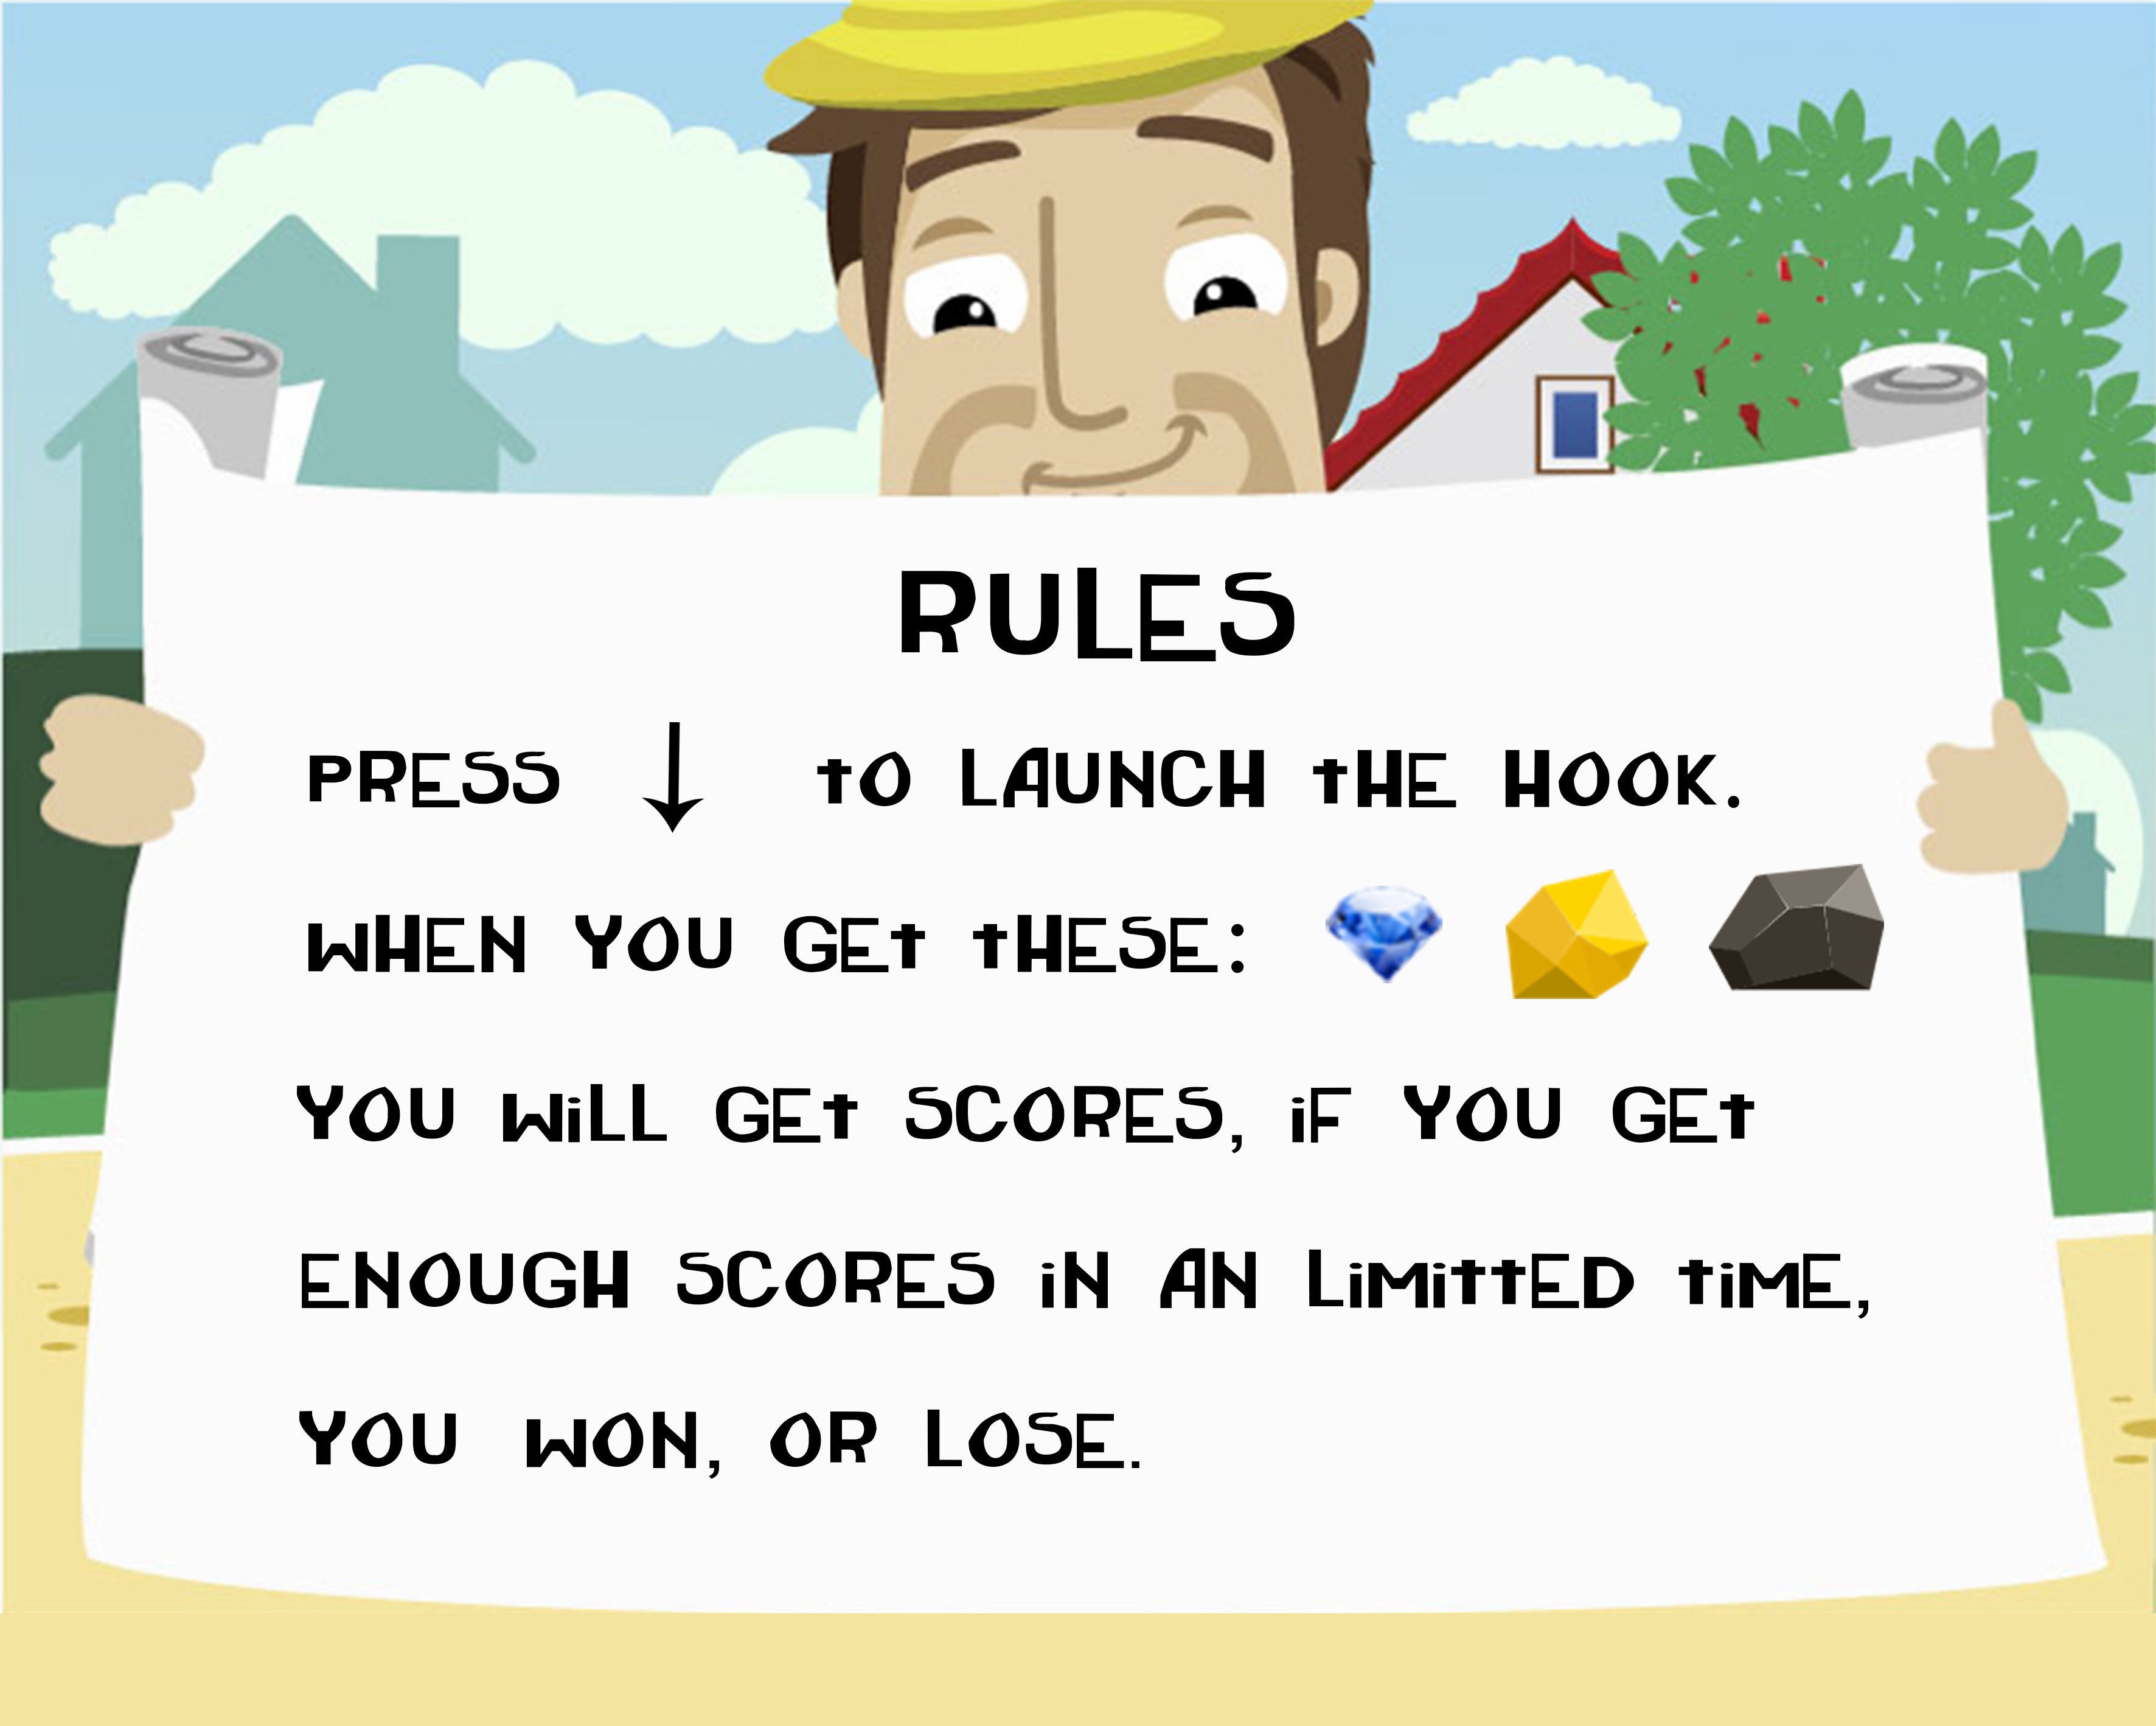 RULES
PRESS ↓ tO LAUNCH tHE HOOK.
WHEN YOU GEt tHESE:
YOU WiLL GEt SCORES, iF YOU GEt
ENOUGH SCORES iN AN LiMittED tiME,
YOU WON, OR LOSE.